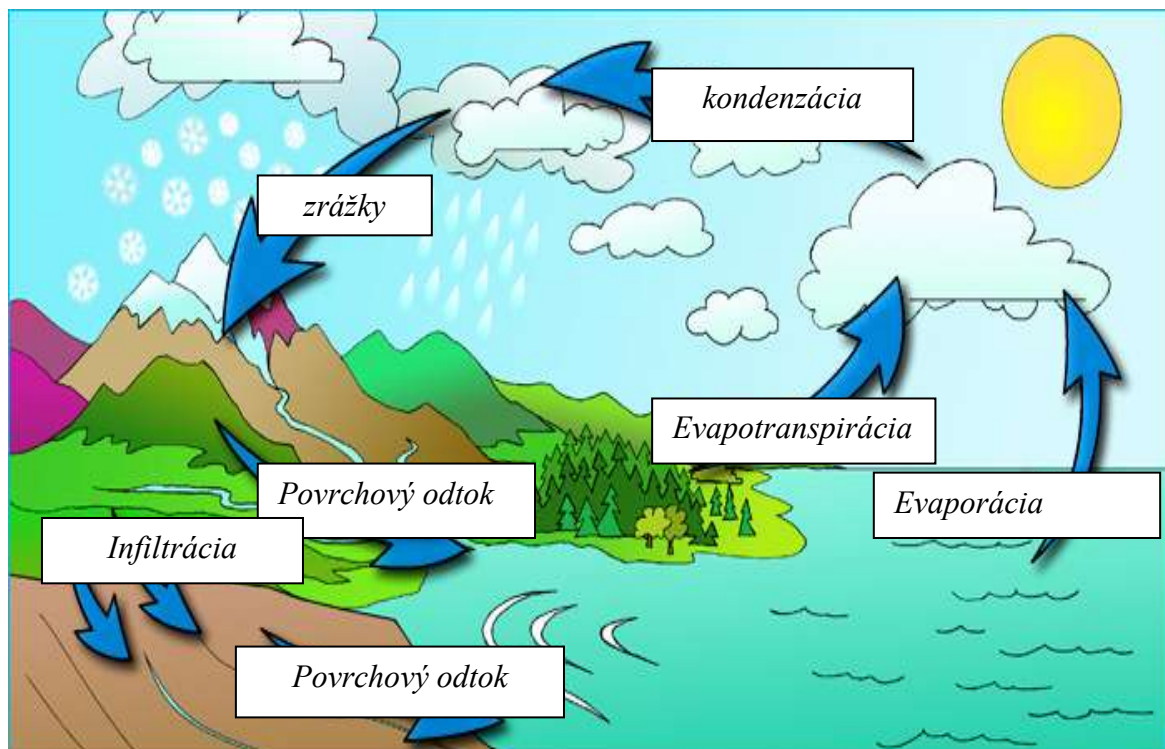 kondenzácia
zrážky
Evapotranspirácia
Povrchový odtok
Evaporácia
Infiltrácia
Povrchový odtok